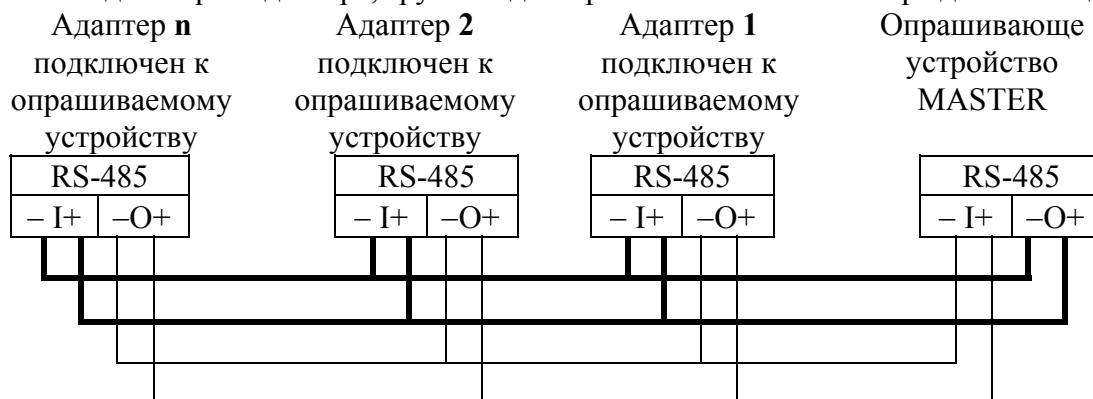 Адаптер n
подключен к
опрашиваемому
устройству
Адаптер 2
подключен к
опрашиваемому
устройству
Адаптер 1
подключен к
опрашиваемому
устройству
Опрашивающе
устройство
MASTER
RS-485
– I+ –O+
RS-485
– I+ –O+
RS-485
– I+ –O+
RS-485
– I+ –O+